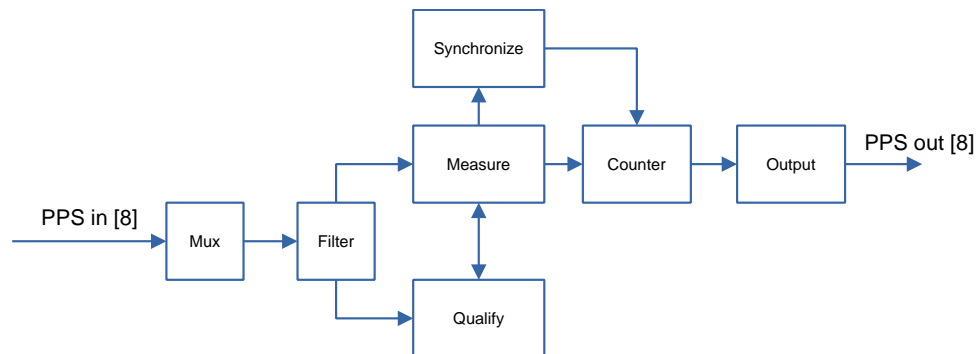 Synchronize
Measure
Counter
Output
PPS out [8]
PPS in [8]
Mux
Filter
Qualify